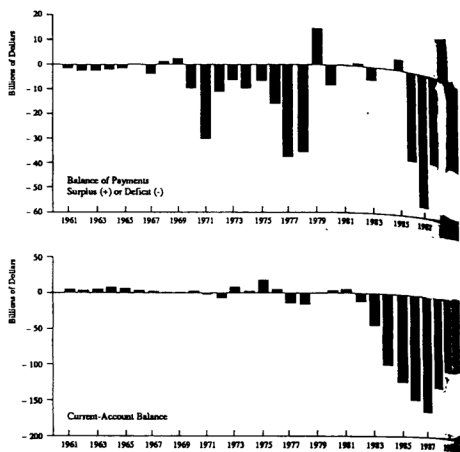 20
10
0
- 10
- 20
- 30
- 40
- 50
- 60
Billions of Dollars
Balance of Payments
Surplus (+) or Deficit (-)
1961 1963 1965 1967 1969 1971 1973 1975 1977 1979 1981 1983 1985 1987
50
0
- 50
- 100
- 150
- 200
Billions of Dollars
Current-Account Balance
1961 1963 1965 1967 1969 1971 1973 1975 1977 1979 1981 1983 1985 1987